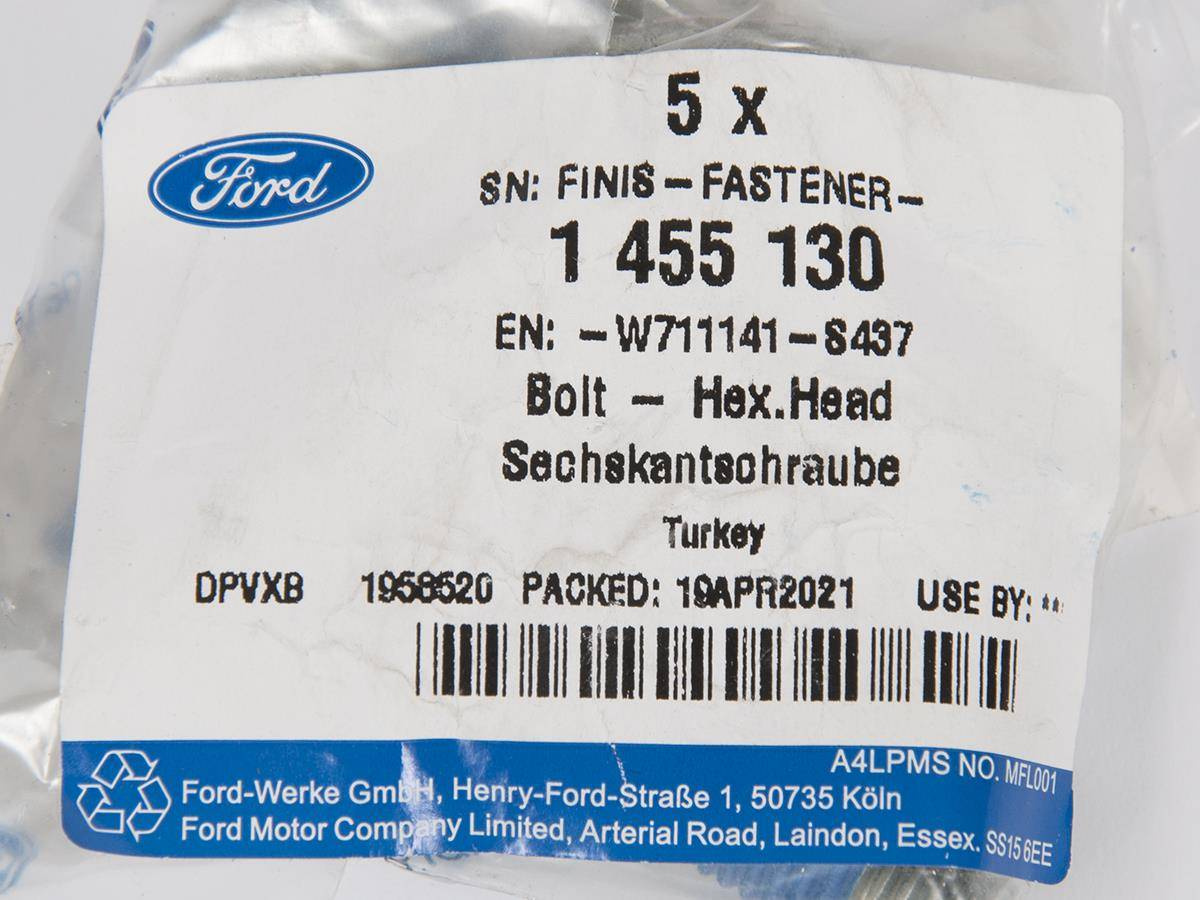 5 x
Ford
SN: FINIS-FASTENER-
1 455 130
EN: -W711141-S437
Bolt - Hex.Head
Sechskantschraube
Turkey
DPVXB 1958520 PACKED: 19APR2021 USE BY: **
A4LPMS NO. MFL001
Ford-Werke GmbH, Henry-Ford-Straße 1, 50735 Köln
Ford Motor Company Limited, Arterial Road, Laindon, Essex. SS15 6EE